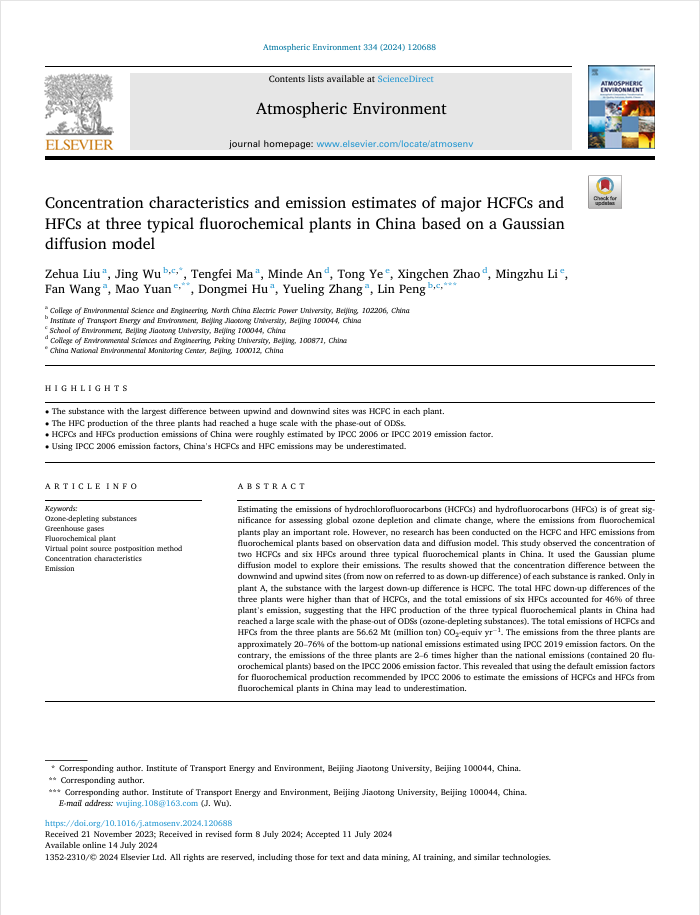 Atmospheric Environment 334 (2024) 120688
ELSEVIER
Contents lists available at ScienceDirect
Atmospheric Environment
journal homepage: www.elsevier.com/locate/atmosenv
ATMOSPHERIC
ENVIRONMENT
Check for
updates
Concentration characteristics and emission estimates of major HCFCs and
HFCs at three typical fluorochemical plants in China based on a Gaussian
diffusion model
Zehua Liu a, Jing Wu b,c,*, Tengfei Ma a, Minde An d, Tong Ye e, Xingchen Zhao d, Mingzhu Li e,
Fan Wang a, Mao Yuan e,**, Dongmei Hu a, Yueling Zhang a, Lin Peng b,c,***
a College of Environmental Science and Engineering, North China Electric Power University, Beijing, 102206, China
b Institute of Transport Energy and Environment, Beijing Jiaotong University, Beijing 100044, China
c School of Environment, Beijing Jiaotong University, Beijing 100044, China
d College of Environmental Sciences and Engineering, Peking University, Beijing, 100871, China
e China National Environmental Monitoring Center, Beijing, 100012, China
HIGHLIGHTS
• The substance with the largest difference between upwind and downwind sites was HCFC in each plant.
• The HFC production of the three plants had reached a huge scale with the phase-out of ODSs.
• HCFCs and HFCs production emissions of China were roughly estimated by IPCC 2006 or IPCC 2019 emission factor.
• Using IPCC 2006 emission factors, China's HCFCs and HFC emissions may be underestimated.
ARTICLE INFO
Keywords:
Ozone-depleting substances
Greenhouse gases
Fluorochemical plant
Virtual point source postposition method
Concentration characteristics
Emission
ABSTRACT
Estimating the emissions of hydrochlorofluorocarbons (HCFCs) and hydrofluorocarbons (HFCs) is of great sig-
nificance for assessing global ozone depletion and climate change, where the emissions from fluorochemical
plants play an important role. However, no research has been conducted on the HCFC and HFC emissions from
fluorochemical plants based on observation data and diffusion model. This study observed the concentration of
two HCFCs and six HFCs around three typical fluorochemical plants in China. It used the Gaussian plume
diffusion model to explore their emissions. The results showed that the concentration difference between the
downwind and upwind sites (from now on referred to as down-up difference) of each substance is ranked. Only in
plant A, the substance with the largest down-up difference is HCFC. The total HFC down-up differences of the
three plants were higher than that of HCFCs, and the total emissions of six HFCs accounted for 46% of three
plant's emission, suggesting that the HFC production of the three typical fluorochemical plants in China had
reached a large scale with the phase-out of ODSs (ozone-depleting substances). The total emissions of HCFCs and
HFCs from the three plants are 56.62 Mt (million ton) CO2-equiv yr−1. The emissions from the three plants are
approximately 20–76% of the bottom-up national emissions estimated using IPCC 2019 emission factors. On the
contrary, the emissions of the three plants are 2–6 times higher than the national emissions (contained 20 flu-
orochemical plants) based on the IPCC 2006 emission factor. This revealed that using the default emission factors
for fluorochemical production recommended by IPCC 2006 to estimate the emissions of HCFCs and HFCs from
fluorochemical plants in China may lead to underestimation.
* Corresponding author. Institute of Transport Energy and Environment, Beijing Jiaotong University, Beijing 100044, China.
** Corresponding author.
*** Corresponding author. Institute of Transport Energy and Environment, Beijing Jiaotong University, Beijing 100044, China.
E-mail address: wujing.108@163.com (J. Wu).
https://doi.org/10.1016/j.atmosenv.2024.120688
Received 21 November 2023; Received in revised form 8 July 2024; Accepted 11 July 2024
Available online 14 July 2024
1352-2310/© 2024 Elsevier Ltd. All rights are reserved, including those for text and data mining, AI training, and similar technologies.